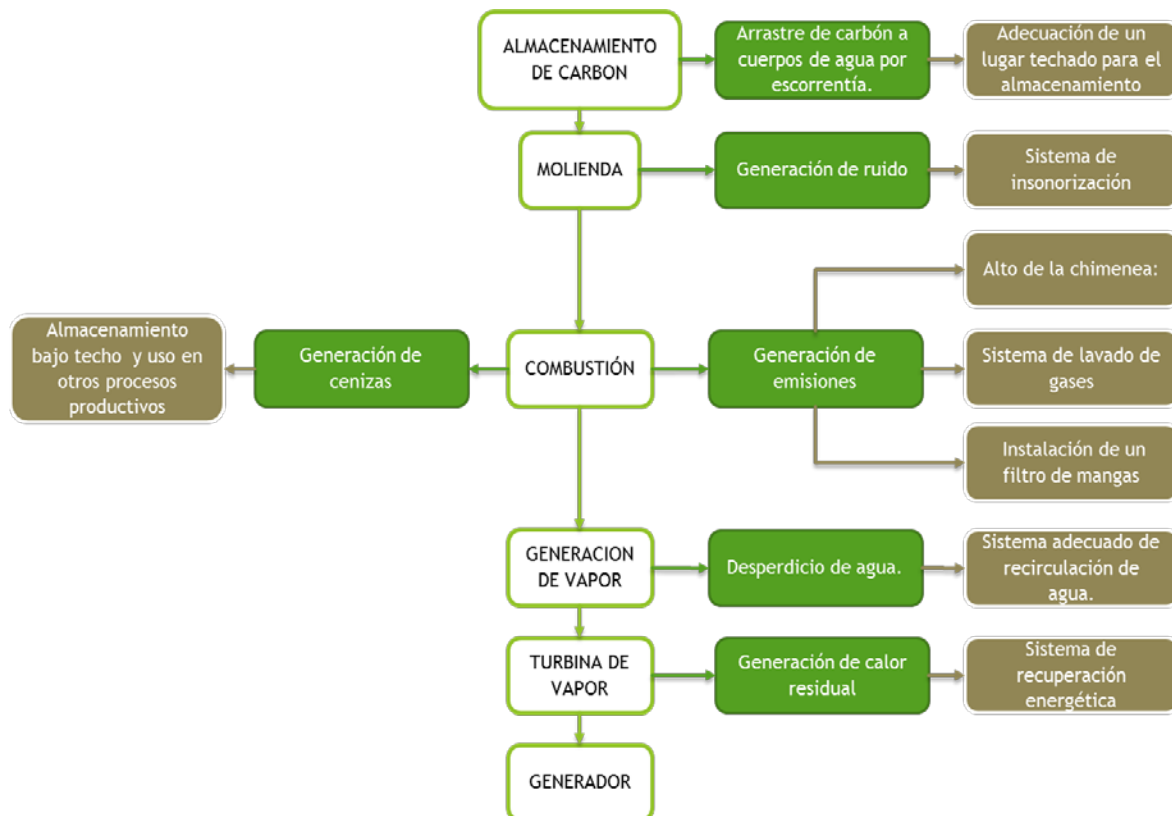 ALMACENAMIENTO
DE CARBON
Arrastre de carbón a
cuerpos de agua por
escorrentía.
Adecuación de un
lugar techado para el
almacenamiento
MOLIENDA
Generación de ruido
Sistema de
insonorización
Alto de la chimenea:
Almacenamiento
bajo techo y uso en
otros procesos
productivos
Generación de
cenizas
COMBUSTIÓN
Generación de
emisiones
Sistema de lavado de
gases
Instalación de un
filtro de mangas
GENERACION
DE VAPOR
Desperdicio de agua.
Sistema adecuado de
recirculación de
agua.
TURBINA DE
VAPOR
Generación de calor
residual
Sistema de
recuperación
energética
GENERADOR